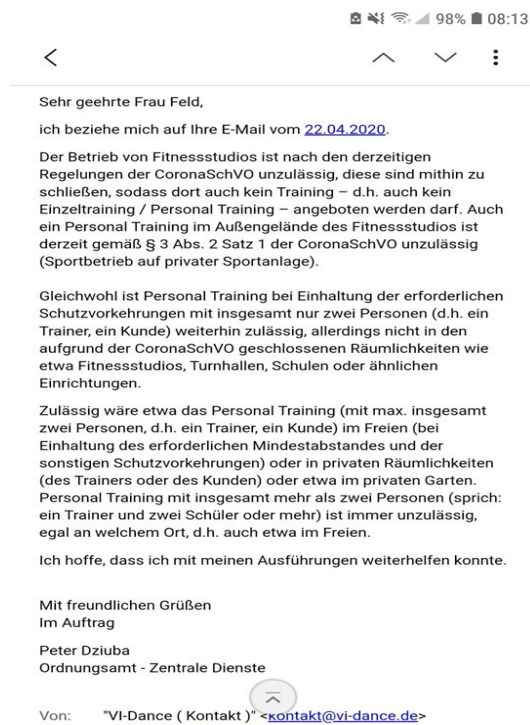 98% 08:13
Sehr geehrte Frau Feld,
ich beziehe mich auf Ihre E-Mail vom 22.04.2020.
Der Betrieb von Fitnessstudios ist nach den derzeitigen
Regelungen der CoronaSchVO unzulässig, diese sind mithin zu
schließen, sodass dort auch kein Training – d.h. auch kein
Einzeltraining / Personal Training – angeboten werden darf. Auch
ein Personal Training im Außengelände des Fitnessstudios ist
derzeit gemäß § 3 Abs. 2 Satz 1 der CoronaSchVO unzulässig
(Sportbetrieb auf privater Sportanlage).
Gleichwohl ist Personal Training bei Einhaltung der erforderlichen
Schutzvorkehrungen mit insgesamt nur zwei Personen (d.h. ein
Trainer, ein Kunde) weiterhin zulässig, allerdings nicht in den
aufgrund der CoronaSchVO geschlossenen Räumlichkeiten wie
etwa Fitnessstudios, Turnhallen, Schulen oder ähnlichen
Einrichtungen.
Zulässig wäre etwa das Personal Training (mit max. insgesamt
zwei Personen, d.h. ein Trainer, ein Kunde) im Freien (bei
Einhaltung des erforderlichen Mindestabstandes und der
sonstigen Schutzvorkehrungen) oder in privaten Räumlichkeiten
(des Trainers oder des Kunden) oder etwa im privaten Garten.
Personal Training mit insgesamt mehr als zwei Personen (sprich:
ein Trainer und zwei Schüler oder mehr) ist immer unzulässig,
egal an welchem Ort, d.h. auch etwa im Freien.
Ich hoffe, dass ich mit meinen Ausführungen weiterhelfen konnte.
Mit freundlichen Grüßen
Im Auftrag
Peter Dziuba
Ordnungsamt - Zentrale Dienste
Von: "VI-Dance ( Kontakt )" <kontakt@vi-dance.de>